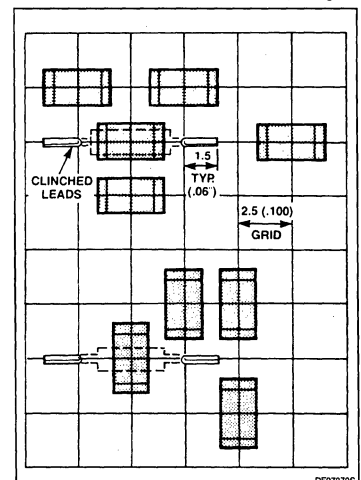 1.5
CLINCHED
LEADS
TYP.
(.06")
2.5 (.100)
GRID